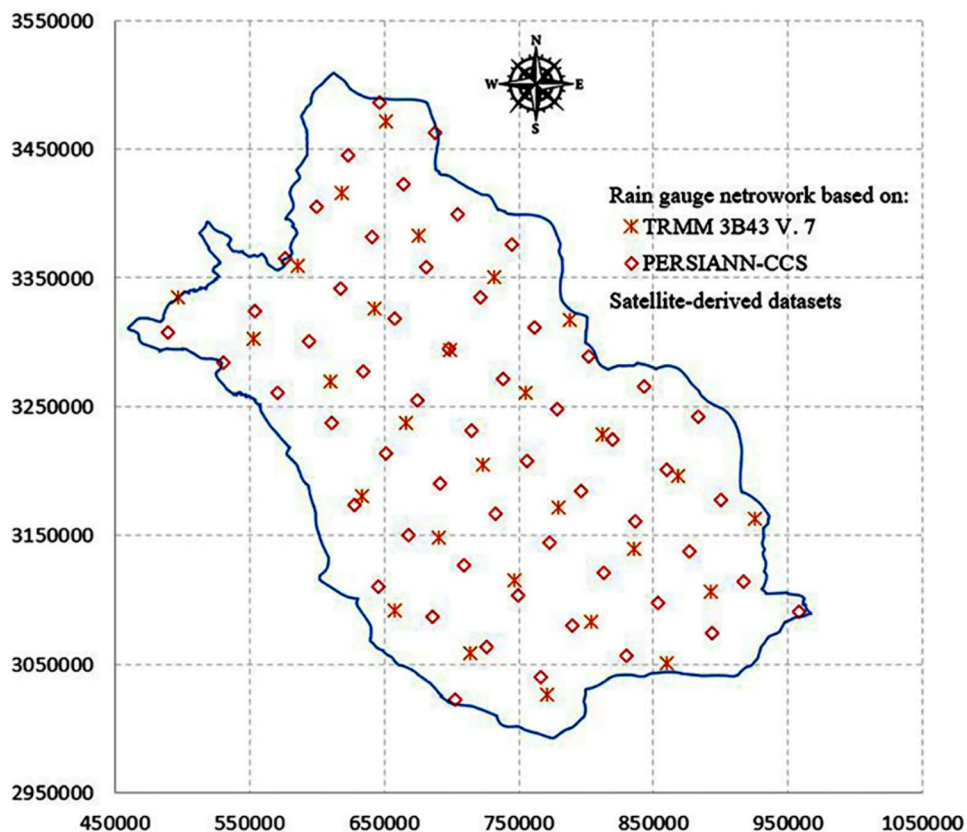 3550000
N
W E
S
3450000
Rain gauge netrowork based on:
TRMM 3B43 V. 7
3350000
PERSIANN-CCS
Satellite-derived datasets
3250000
3150000
3050000
2950000
450000 550000 650000 750000 850000 950000 1050000